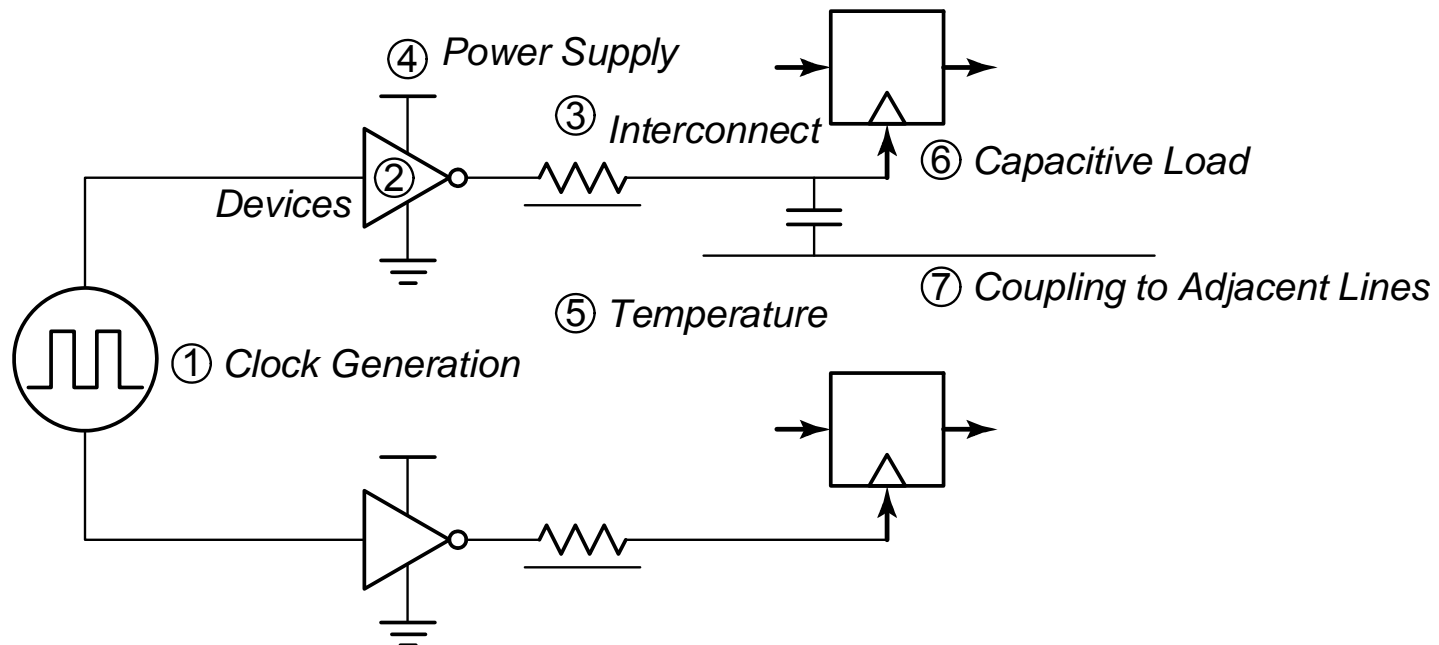 ④ Power Supply
③ Interconnect
② Devices
⑥ Capacitive Load
⑦ Coupling to Adjacent Lines
⑤ Temperature
① Clock Generation